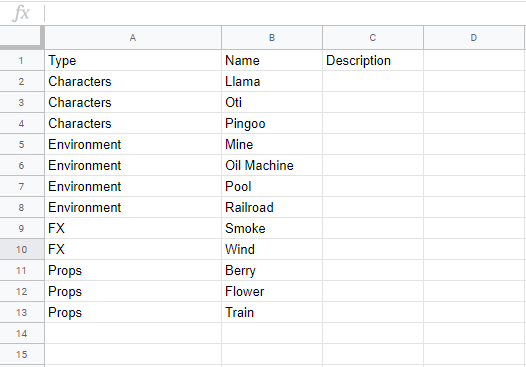 fx
A B C D
1 Type Name Description
2 Characters Llama
3 Characters Oti
4 Characters Pingoo
5 Environment Mine
6 Environment Oil Machine
7 Environment Pool
8 Environment Railroad
9 FX Smoke
10 FX Wind
11 Props Berry
12 Props Flower
13 Props Train
14
15